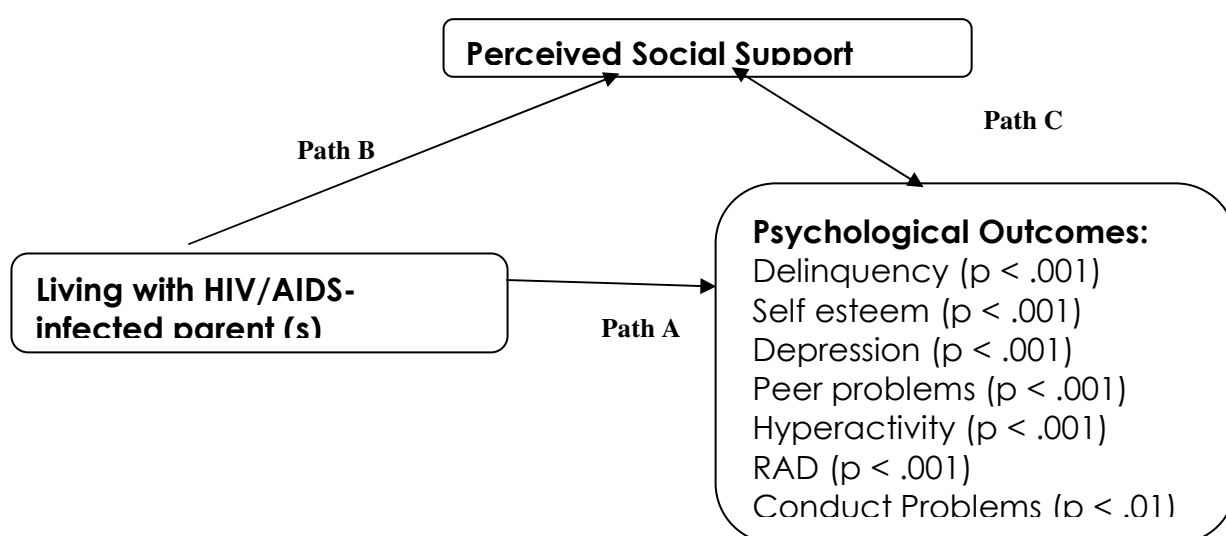 Perceived Social Support
Path C
Path B
Psychological Outcomes:
Delinquency (p < .001)
Self esteem (p < .001)
Depression (p < .001)
Peer problems (p < .001)
Hyperactivity (p < .001)
RAD (p < .001)
Conduct Problems (p < .01)
Living with HIV/AIDS-
infected parent (s)
Path A